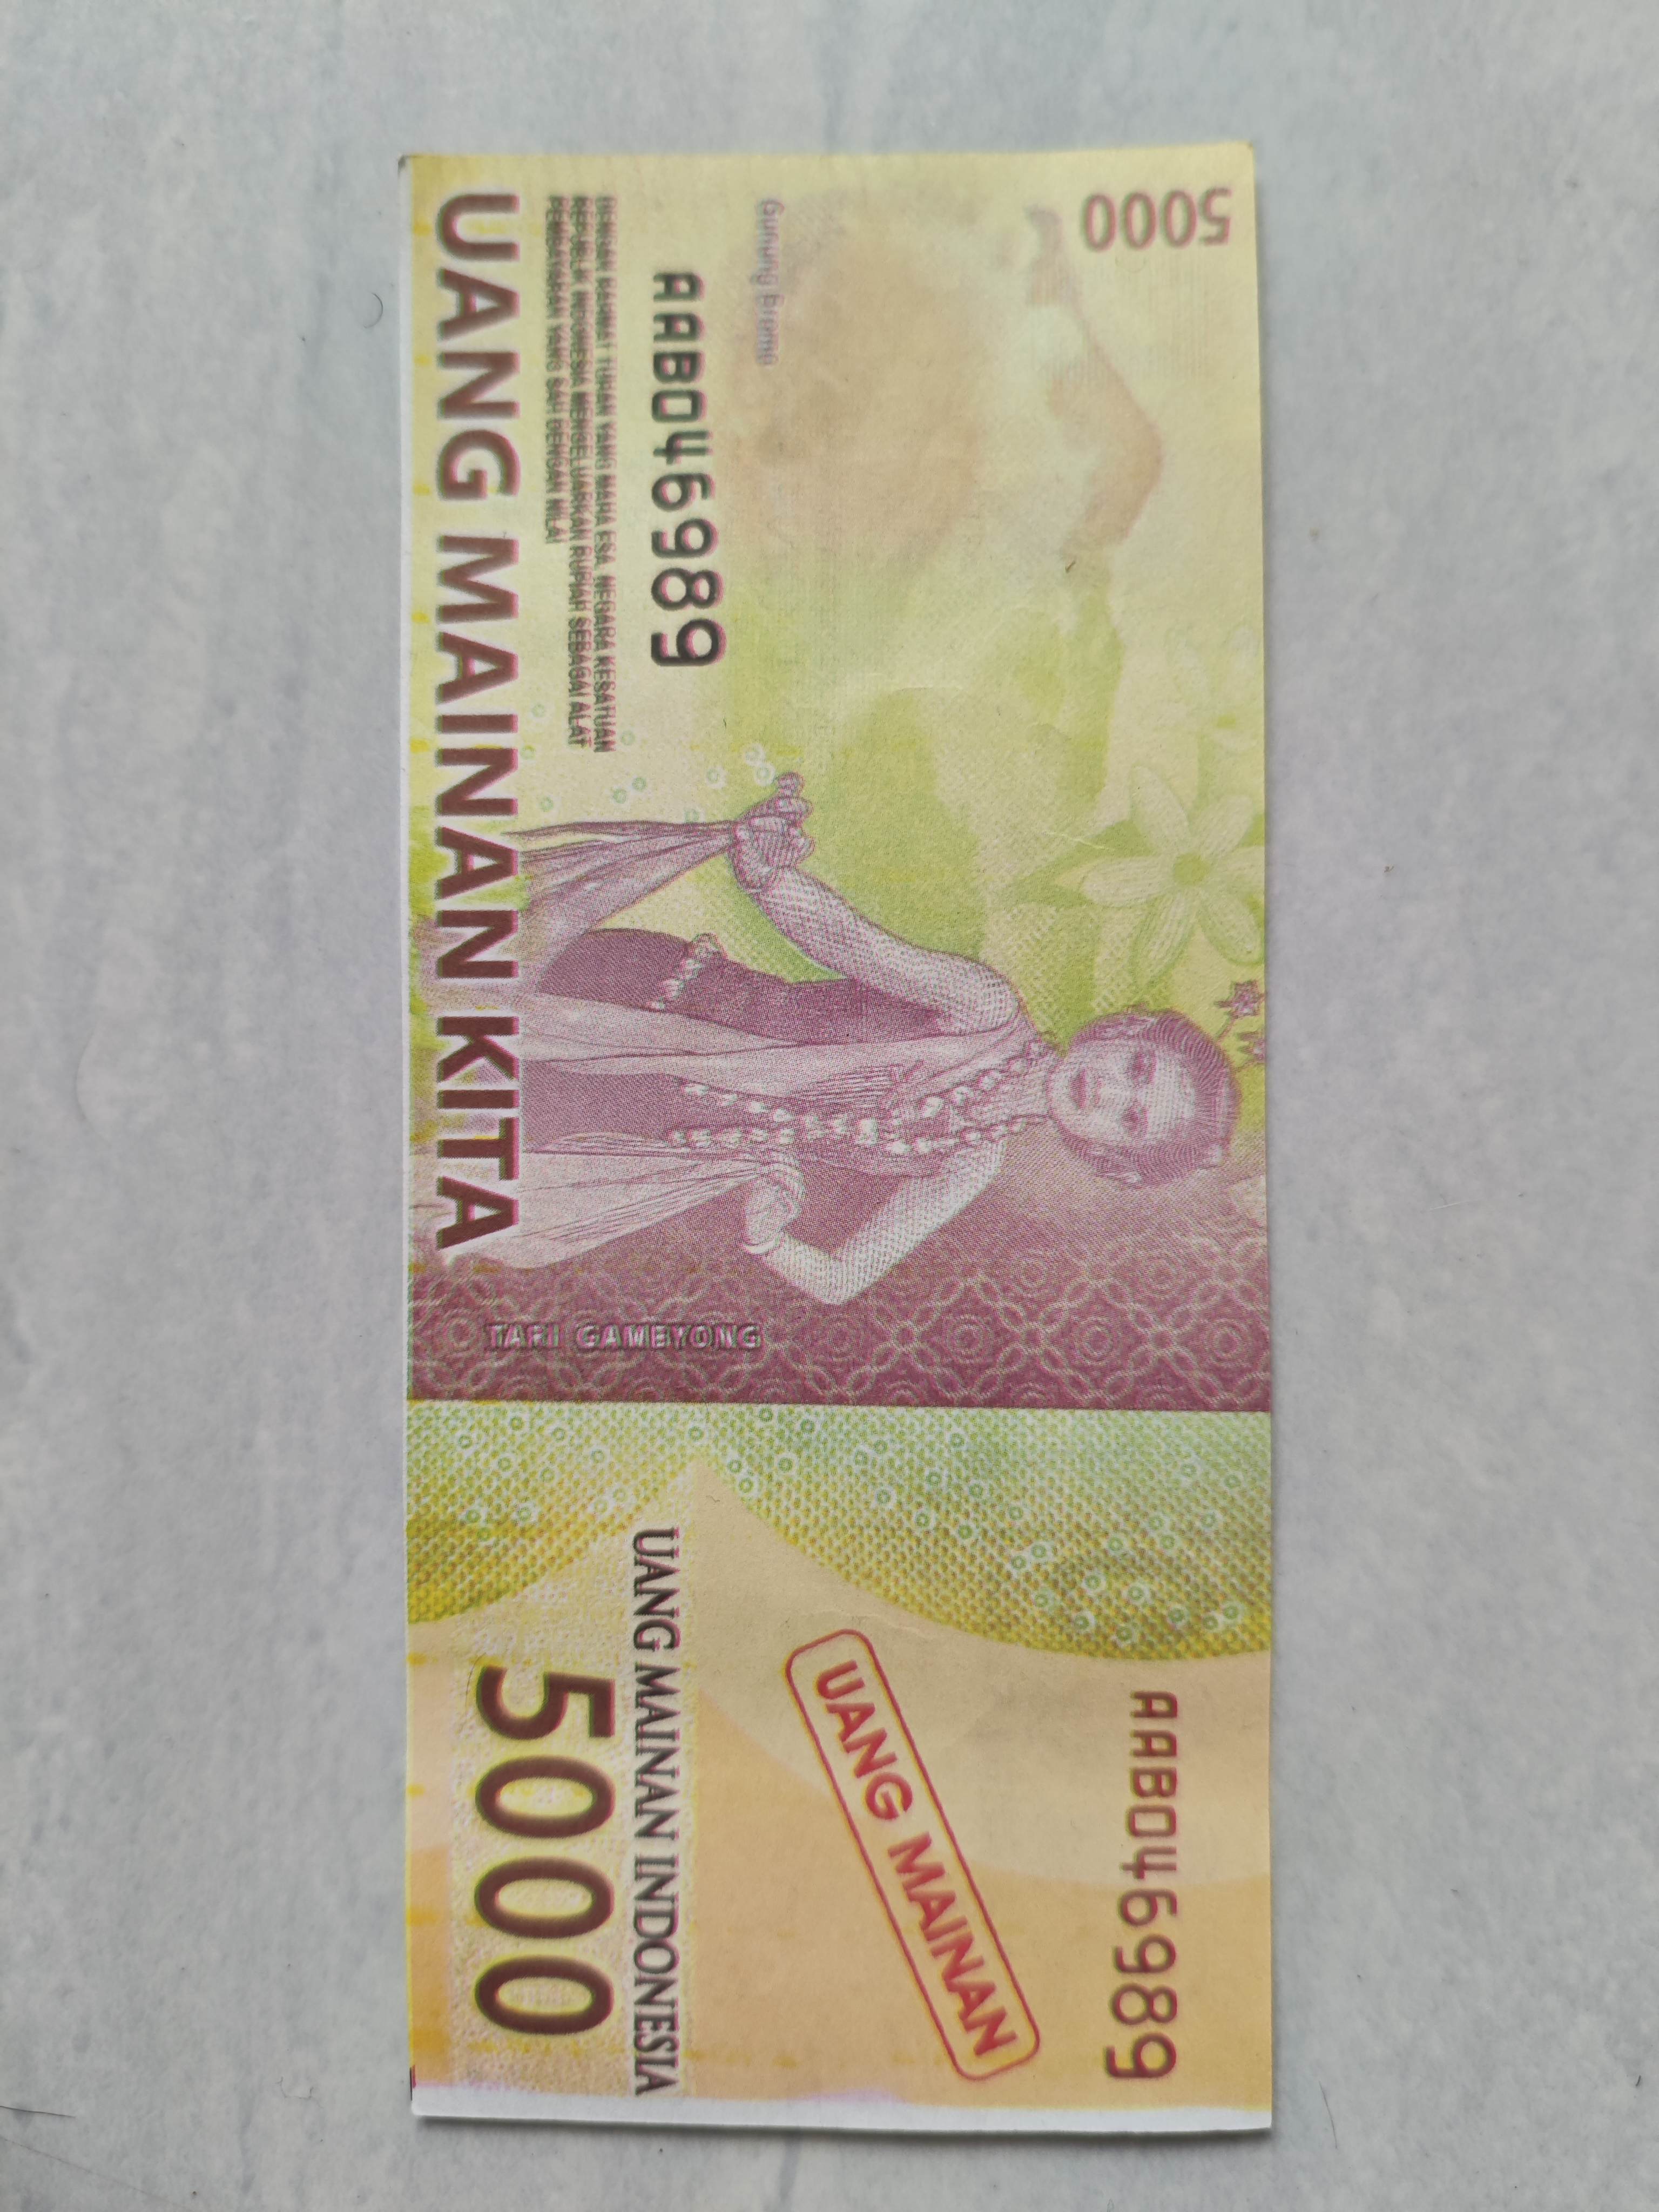 5000
Gunung Bromo
AAB046989
DENGAN RAHMAT TUHAN YANG MAHA ESA, NEGARA KESATUAN
REPUBLIK INDONESIA MENGELUARKAN RUPIAH SEBAGAI ALAT
PEMBAYARAN YANG SAH DENGAN NILAI
UANG MAINAN KITA
TARI GAMBYONG
AAB046989
UANG MAINAN
UANG MAINAN INDONESIA
5000